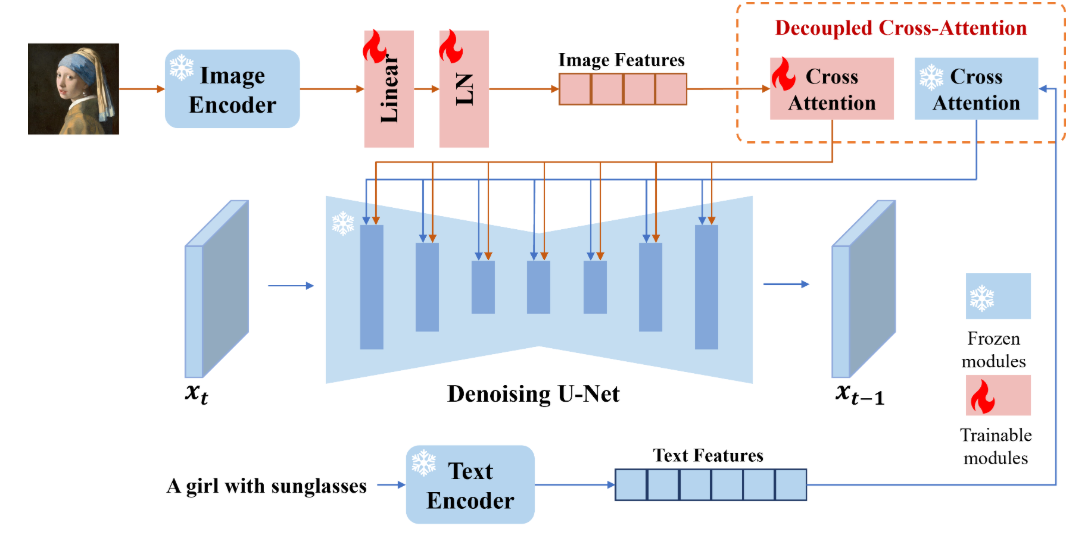 Decoupled Cross-Attention
Image
Encoder
Linear
LN
Image Features
Cross
Attention
Cross
Attention
x_t
Denoising U-Net
x_{t-1}
Frozen
modules
Trainable
modules
A girl with sunglasses
Text
Encoder
Text Features